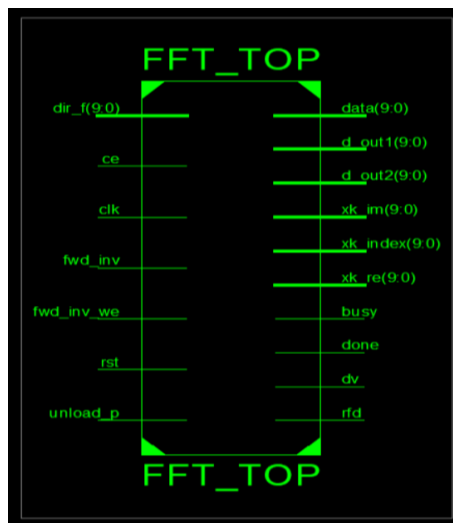 FFT_TOP
dir_f(9:0)
data(9:0)
d_out1(9:0)
ce
d_out2(9:0)
clk
xk_im(9:0)
xk_index(9:0)
fwd_inv
xk_re(9:0)
fwd_inv_we
busy
done
rst
dv
unload_p
rfd
FFT_TOP